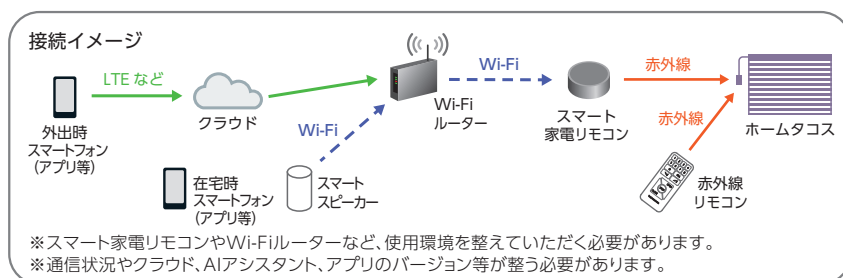 接続イメージ
LTE など
Wi-Fi
赤外線
クラウド
Wi-Fi
ルーター
スマート
家電リモコン
ホームタコス
外出時
スマートフォン
(アプリ等)
Wi-Fi
赤外線
在宅時
スマートフォン
(アプリ等)
スマート
スピーカー
赤外線
リモコン
※スマート家電リモコンやWi-Fiルーターなど、使用環境を整えていただく必要があります。
※通信状況やクラウド、AIアシスタント、アプリのバージョン等が整う必要があります。